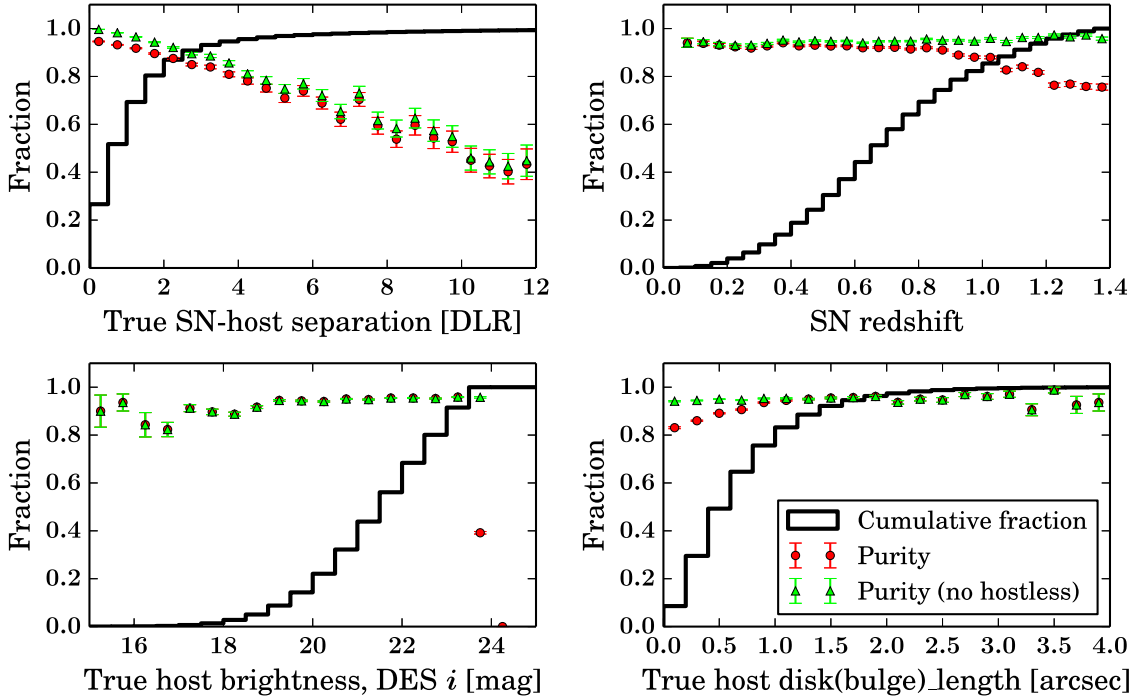 1.0
0.8
0.6
0.4
0.2
0.0
Fraction
0 2 4 6 8 10 12
True SN-host separation [DLR]
1.0
0.8
0.6
0.4
0.2
0.0
Fraction
0.0 0.2 0.4 0.6 0.8 1.0 1.2 1.4
SN redshift
1.0
0.8
0.6
0.4
0.2
0.0
Fraction
16 18 20 22 24
True host brightness, DES i [mag]
1.0
0.8
0.6
0.4
0.2
0.0
Fraction
0.0 0.5 1.0 1.5 2.0 2.5 3.0 3.5 4.0
True host disk(bulge)_length [arcsec]
Cumulative fraction
Purity
Purity (no hostless)